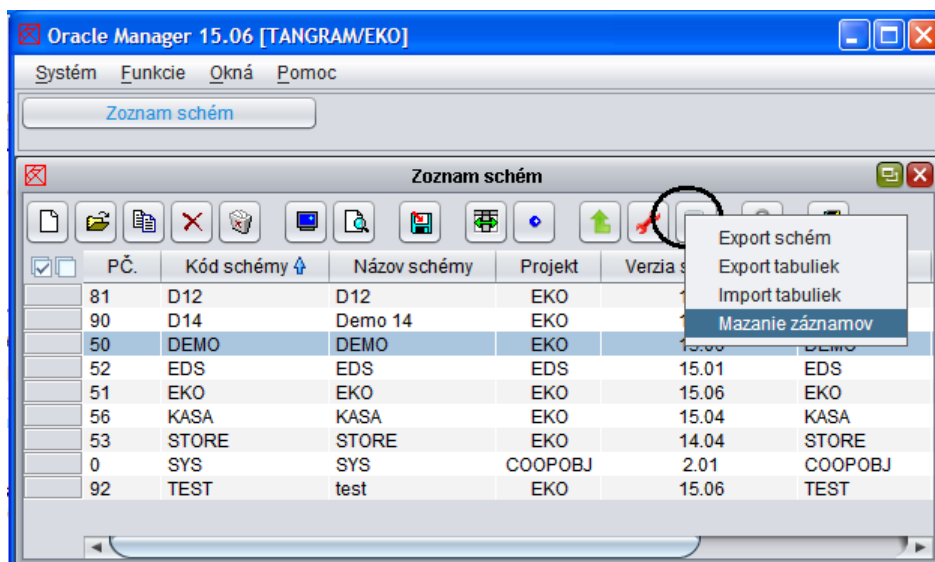 Oracle Manager 15.06 [TANGRAM/EKO]
Systém Funkcie Okná Pomoc
Zoznam schém
Zoznam schém
Export schém
Export tabuliek
Import tabuliek
Mazanie záznamov
PČ. Kód schémy Názov schémy Projekt Verzia
81 D12 D12 EKO
90 D14 Demo 14 EKO
50 DEMO DEMO EKO 15.06 DEMO
52 EDS EDS EDS 15.01 EDS
51 EKO EKO EKO 15.06 EKO
56 KASA KASA EKO 15.04 KASA
53 STORE STORE EKO 14.04 STORE
0 SYS SYS COOPOBJ 2.01 COOPOBJ
92 TEST test EKO 15.06 TEST